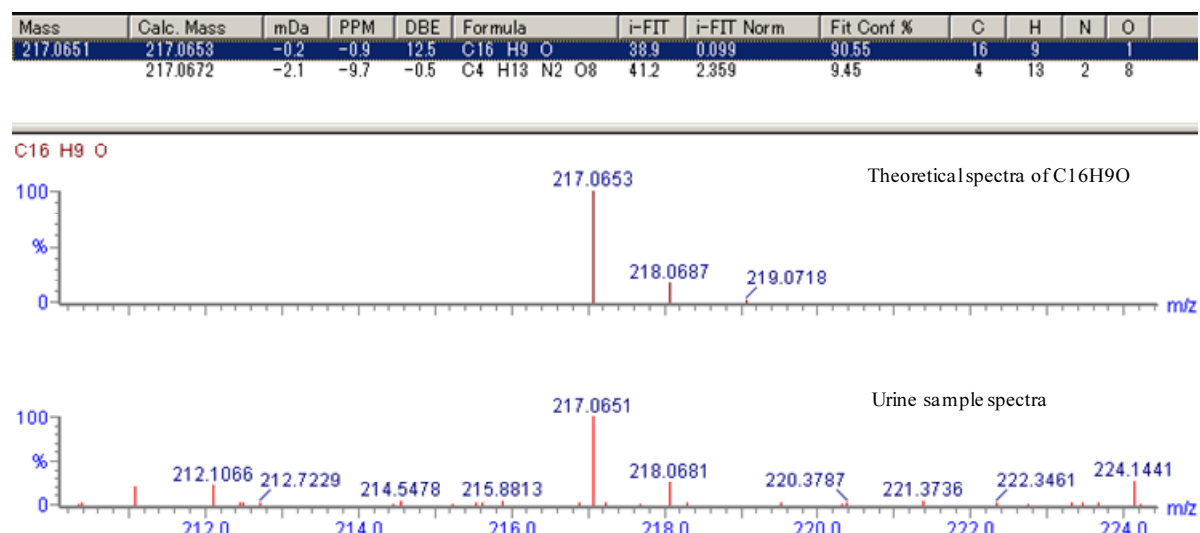 Mass Calc. Mass mDa PPM DBE Formula i-FIT i-FIT Norm Fit Conf % C H N O
217.0651 217.0653 -0.2 -0.9 12.5 C16 H9 O 38.9 0.099 90.55 16 9 1
217.0672 -2.1 -9.7 -0.5 C4 H13 N2 O8 41.2 2.359 9.45 4 13 2 8
C16 H9 O
Theoretical spectra of C16H9O
217.0653
100
%
218.0687
219.0718
0
m/z
Urine sample spectra
217.0651
100
%
212.1066
212.7229
214.5478
215.8813
218.0681
220.3787
221.3736
222.3461
224.1441
0
m/z
212.0 214.0 216.0 218.0 220.0 222.0 224.0